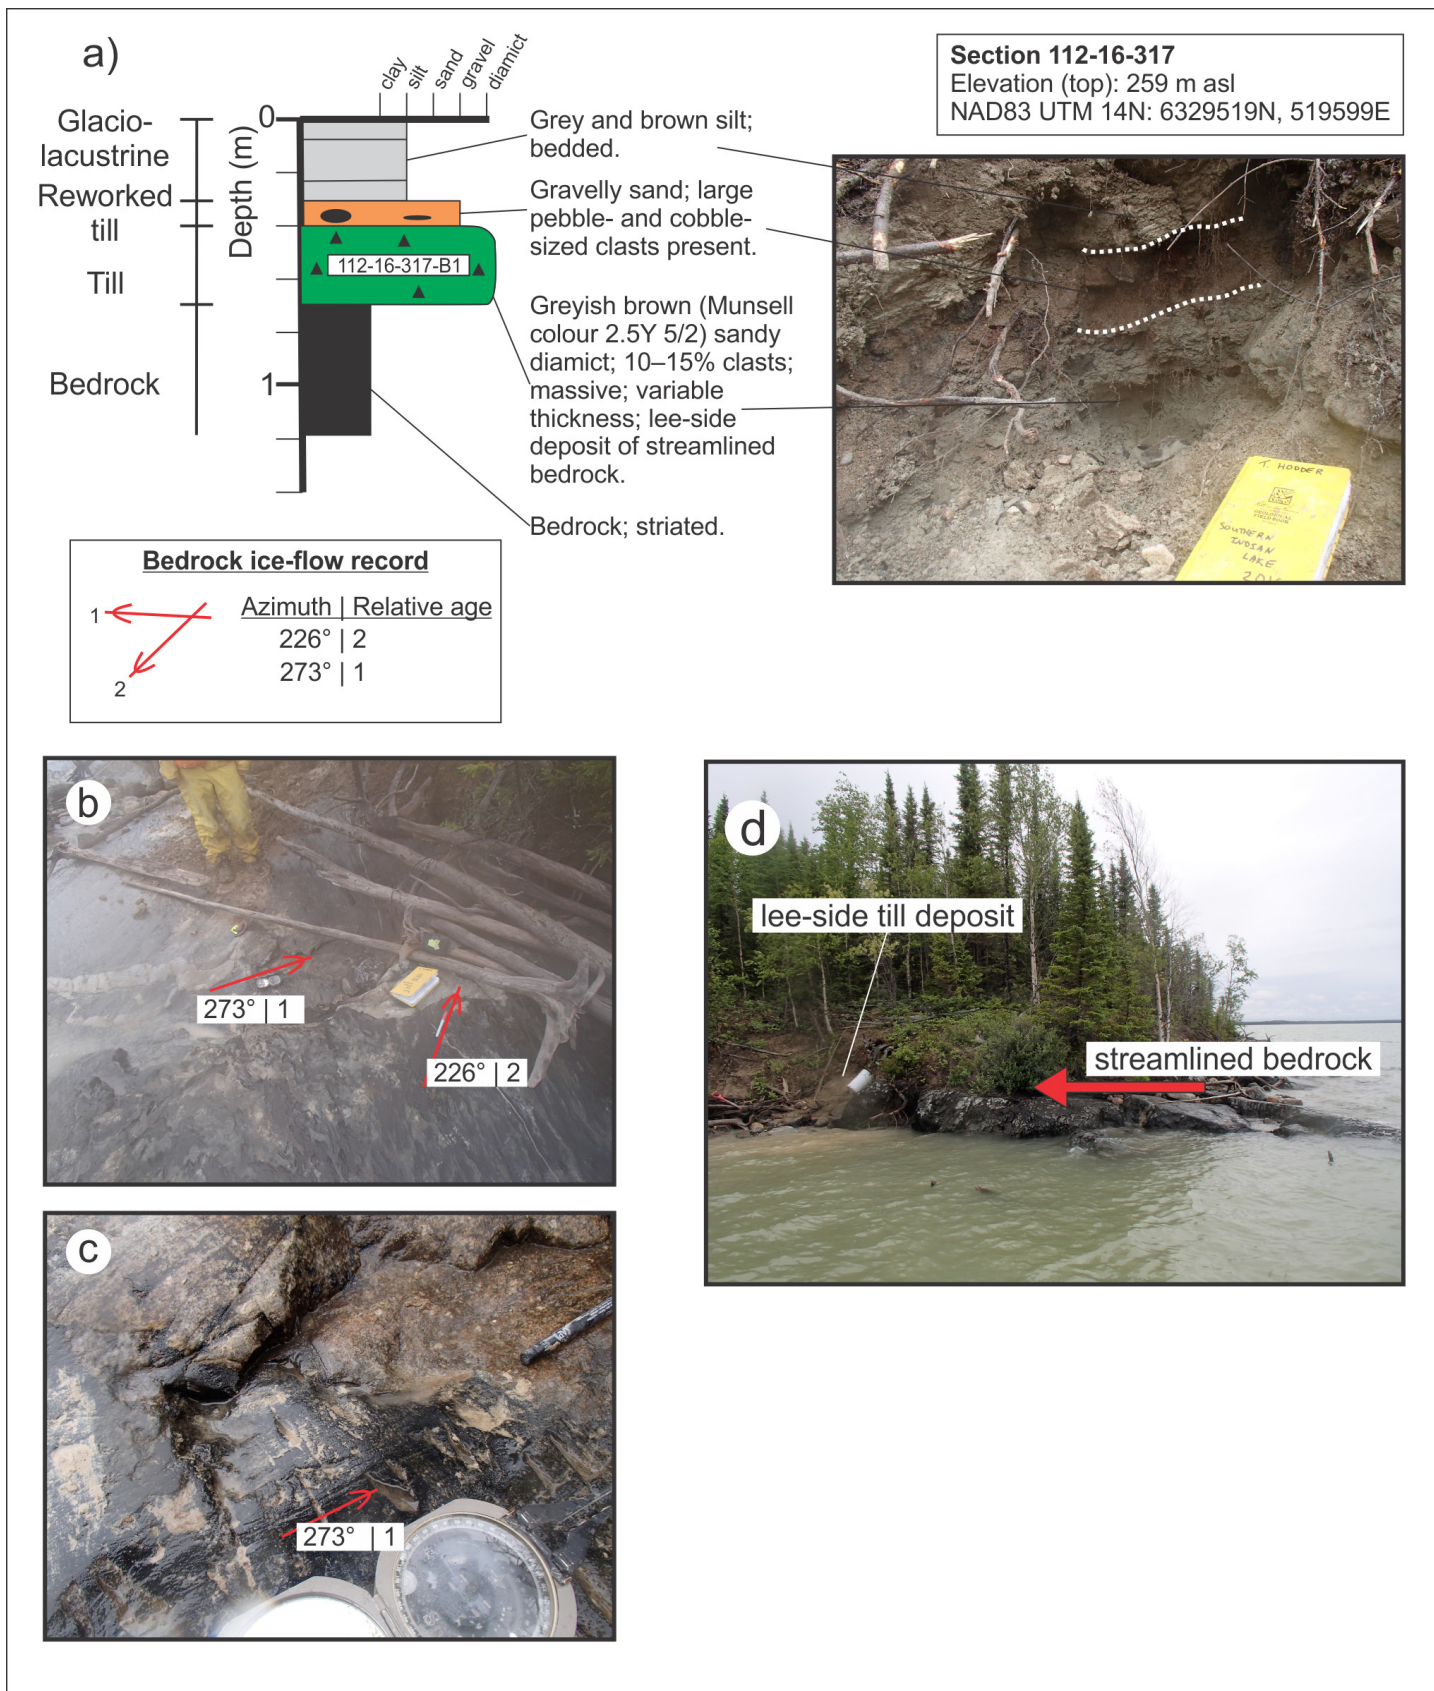 a)
clay
silt
sand
gravel
diamict
Section 112-16-317
Elevation (top): 259 m asl
NAD83 UTM 14N: 6329519N, 519599E
Glacio-
lacustrine
Reworked
till
Till
Bedrock
Depth (m)
0
1
112-16-317-B1
Grey and brown silt;
bedded.
Gravelly sand; large
pebble- and cobble-
sized clasts present.
Greyish brown (Munsell
colour 2.5Y 5/2) sandy
diamict; 10–15% clasts;
massive; variable
thickness; lee-side
deposit of streamlined
bedrock.
Bedrock; striated.
T. HODDER
GEOLOGICAL
FIELD BOOK
SOUTHERN
INDIAN
LAKE
Bedrock ice-flow record
Azimuth | Relative age
226° | 2
273° | 1
1
2
b
273° | 1
226° | 2
c
273° | 1
d
lee-side till deposit
streamlined bedrock